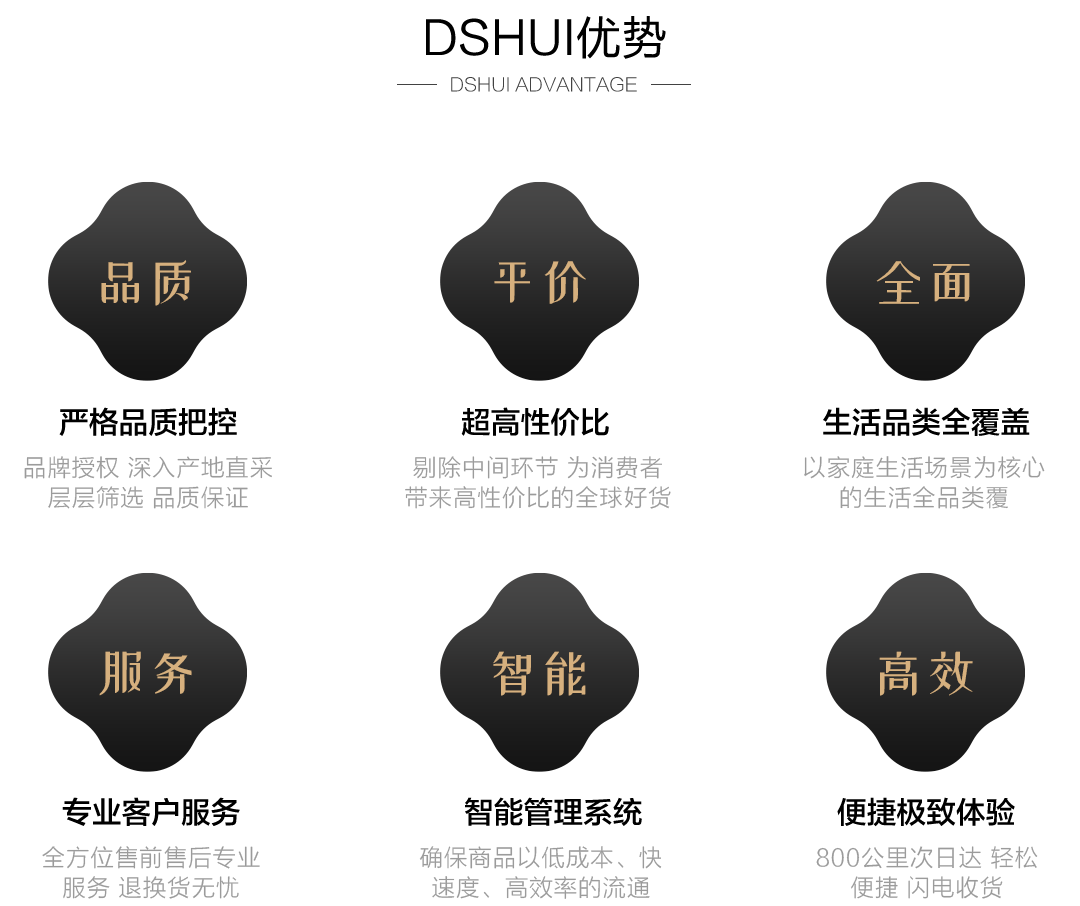 DSHUI优势
DSHUI ADVANTAGE
品质
平价
全面
严格品质把控
超高性价比
生活品类全覆盖
品牌授权 深入产地直采
层层筛选 品质保证
剔除中间环节 为消费者
带来高性价比的全球好货
以家庭生活场景为核心
的生活全品类覆
服务
智能
高效
专业客户服务
智能管理系统
便捷极致体验
全方位售前售后专业
服务 退换货无忧
确保商品以低成本、快
速度、高效率的流通
800公里次日达 轻松
便捷 闪电收货